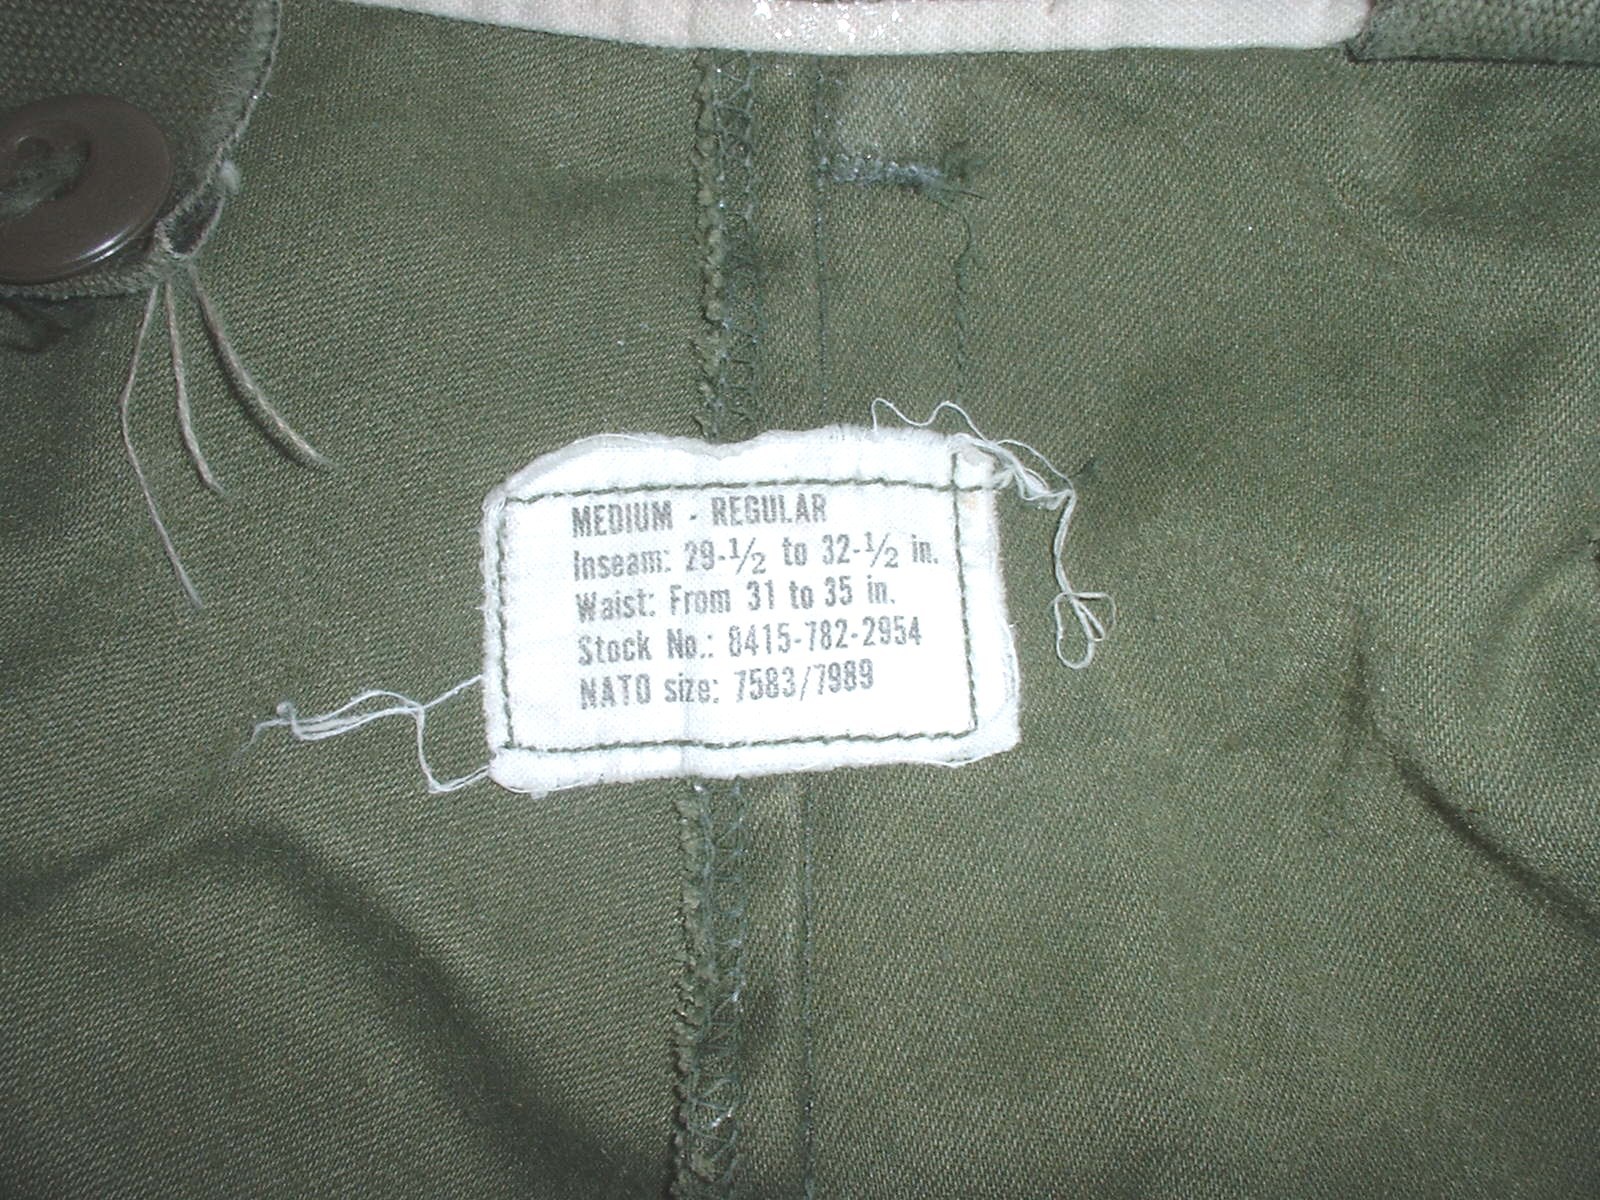 MEDIUM - REGULAR
Inseam: 29-½ to 32-½ in.
Waist: From 31 to 35 in.
Stock No.: 8415-782-2954
NATO size: 7583/7989